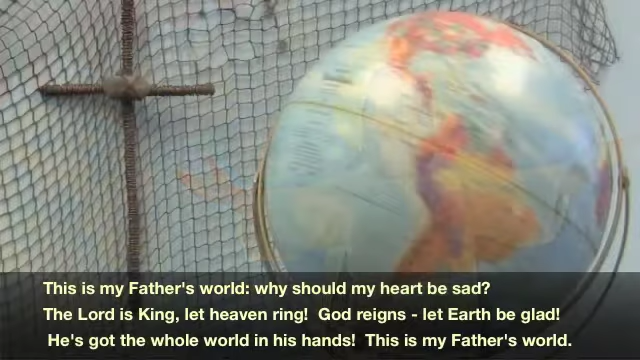 This is my Father's world: why should my heart be sad?
The Lord is King, let heaven ring!  God reigns - let Earth be glad!
He's got the whole world in his hands!  This is my Father's world.